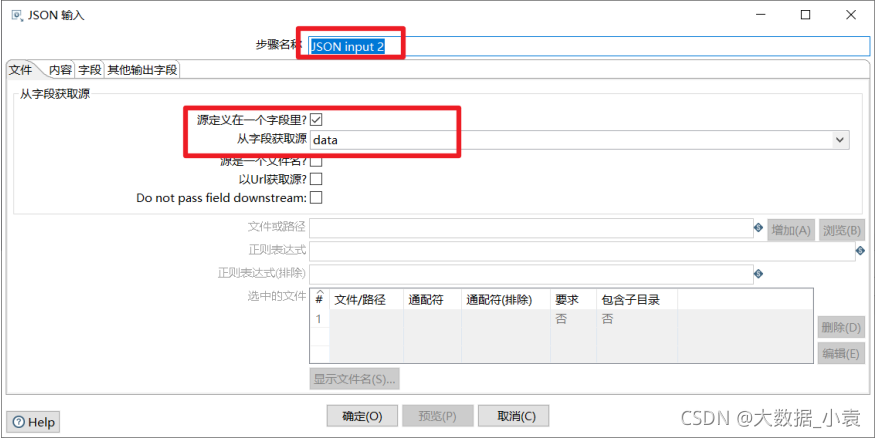 JSON 输入
步骤名称 JSON input 2
文件 内容 字段 其他输出字段
从字段获取源
源定义在一个字段里?
从字段获取源 data
源是一个文件名?
以Url获取源?
Do not pass field downstream:
文件或路径 增加(A) 浏览(B)
正则表达式
正则表达式(排除)
选中的文件 # 文件/路径 通配符 通配符(排除) 要求 包含子目录
1 否 否
删除(D)
编辑(E)
显示文件名(S)...
Help 确定(O) 预览(P) 取消(C)
CSDN @大数据_小袁